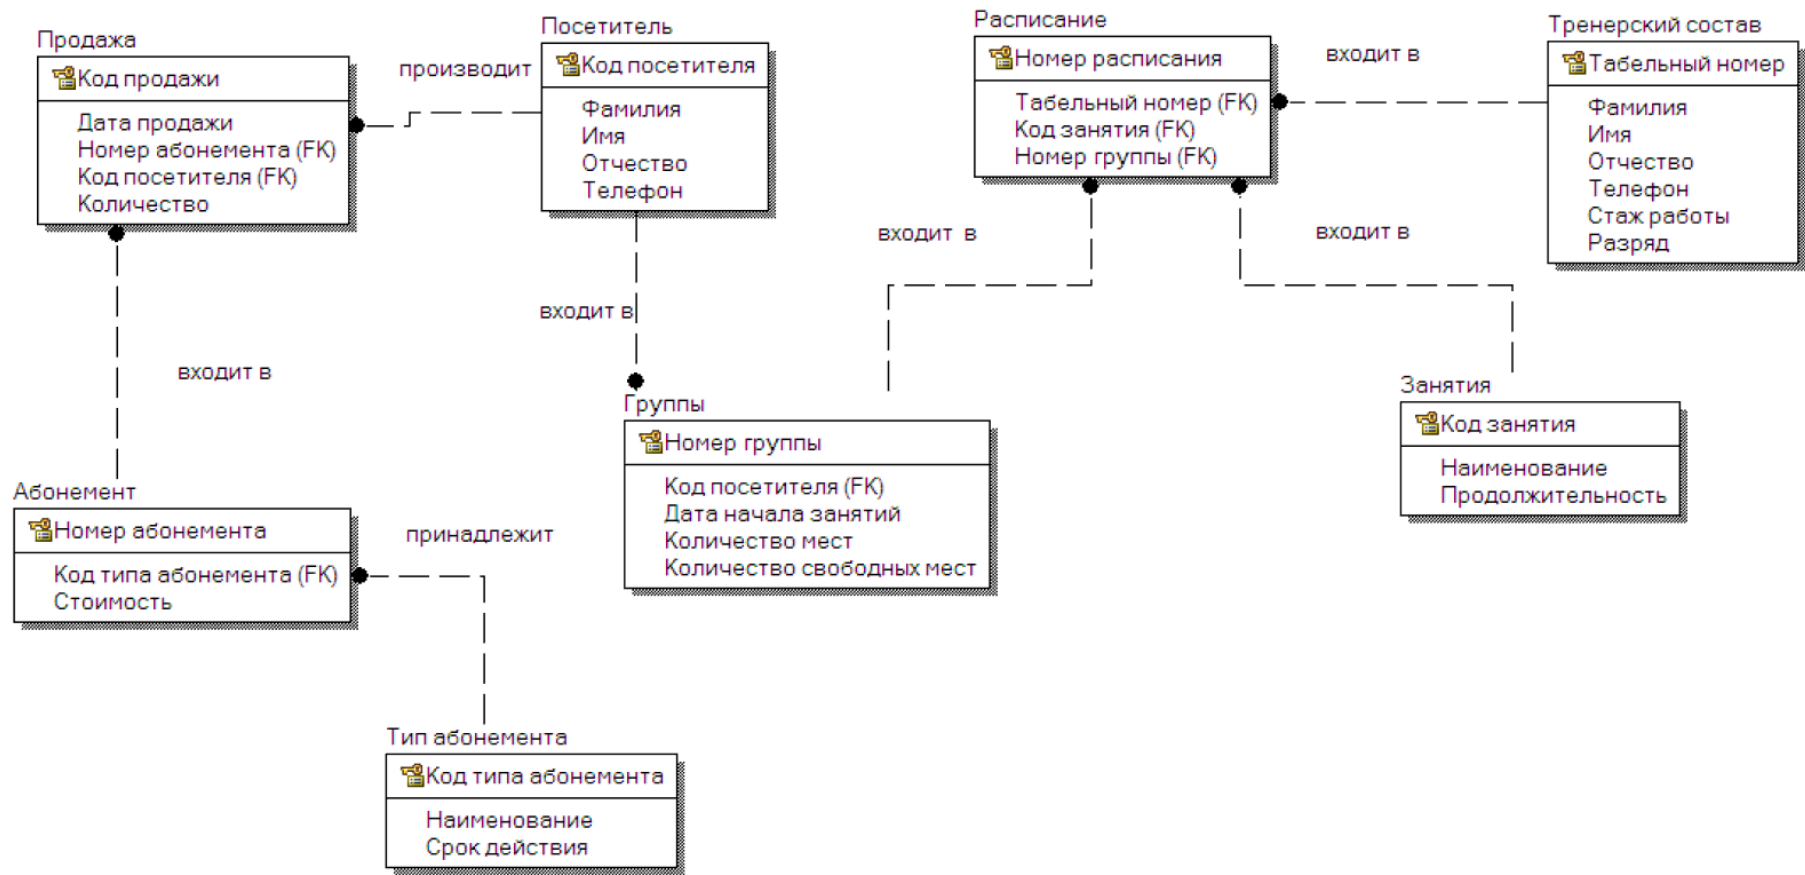 Продажа
Код продажи
Дата продажи
Номер абонемента (FK)
Код посетителя (FK)
Количество
производит
Посетитель
Код посетителя
Фамилия
Имя
Отчество
Телефон
Расписание
Номер расписания
Табельный номер (FK)
Код занятия (FK)
Номер группы (FK)
входит в
Тренерский состав
Табельный номер
Фамилия
Имя
Отчество
Телефон
Стаж работы
Разряд
входит в
входит в
входит в
входит в
Группы
Номер группы
Код посетителя (FK)
Дата начала занятий
Количество мест
Количество свободных мест
Занятия
Код занятия
Наименование
Продолжительность
Абонемент
Номер абонемента
Код типа абонемента (FK)
Стоимость
принадлежит
Тип абонемента
Код типа абонемента
Наименование
Срок действия